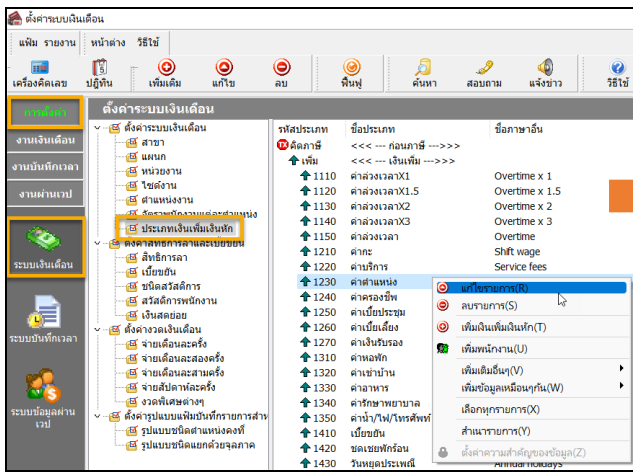 ตั้งค่าระบบเงินเดือน
แฟ้ม รายงาน หน้าต่าง วิธีใช้
เครื่องคิดเลข ปฏิทิน เพิ่มเติม แก้ไข ลบ ฟื้นฟู ค้นหา สอบถาม แจ้งข่าว วิธีใช้
การตั้งค่า
งานเงินเดือน
งานบันทึกเวลา
งานผ่านเวป
ระบบเงินเดือน
ระบบบันทึกเวลา
ระบบข้อมูลผ่าน
เวป
ตั้งค่าระบบเงินเดือน
ตั้งค่าระบบเงินเดือน
สาขา
แผนก
หน่วยงาน
ไซด์งาน
ตำแหน่งงาน
อัตราพนักงานแต่ละตำแหน่ง
ประเภทเงินเพิ่มเงินหัก
ตั้งค่าสิทธิการลาและเบี้ยขยัน
สิทธิการลา
เบี้ยขยัน
ชนิดสวัสดิการ
สวัสดิการพนักงาน
เงินสดย่อย
ตั้งค่างวดเงินเดือน
จ่ายเดือนละครั้ง
จ่ายเดือนละสองครั้ง
จ่ายเดือนละสามครั้ง
จ่ายสัปดาห์ละครั้ง
งวดพิเศษต่างๆ
ตั้งค่ารูปแบบแฟ้มบันทึกรายการสำห
รูปแบบชนิดตำแหน่งคงที่
รูปแบบชนิดแยกด้วยจุลภาค
รหัสประเภท ชื่อประเภท ชื่อภาษาอื่น
คิดภาษี <<< --- ก่อนภาษี --->>>
เพิ่ม <<< --- เงินเพิ่ม --->>>
1110 ค่าล่วงเวลาX1 Overtime x 1
1120 ค่าล่วงเวลาX1.5 Overtime x 1.5
1130 ค่าล่วงเวลาX2 Overtime x 2
1140 ค่าล่วงเวลาX3 Overtime x 3
1150 ค่าล่วงเวลา Overtime
1210 ค่ากะ Shift wage
1220 ค่าบริการ Service fees
1230 ค่าตำแหน่ง
1240 ค่าครองชีพ
1250 ค่าเบี้ยประชุม
1260 ค่าเบี้ยเลี้ยง
1270 ค่าเงินรับรอง
1310 ค่าหอพัก
1320 ค่าเช่าบ้าน
1330 ค่าอาหาร
1340 ค่ารักษาพยาบาล
1350 ค่าน้ำ/ไฟ/โทรศัพท์
1410 เบี้ยขยัน
1420 ชดเชยพักร้อน
1430 วันหยุดประเพณี Annual holidays
แก้ไขรายการ(R)
ลบรายการ(S)
เพิ่มเงินเพิ่มเงินหัก(T)
เพิ่มพนักงาน(U)
เพิ่มเติมอื่นๆ(V)
เพิ่มข้อมูลเหมือนๆกัน(W)
เลือกทุกรายการ(X)
สำเนารายการ(Y)
ตั้งค่าความสำคัญของข้อมูล(Z)